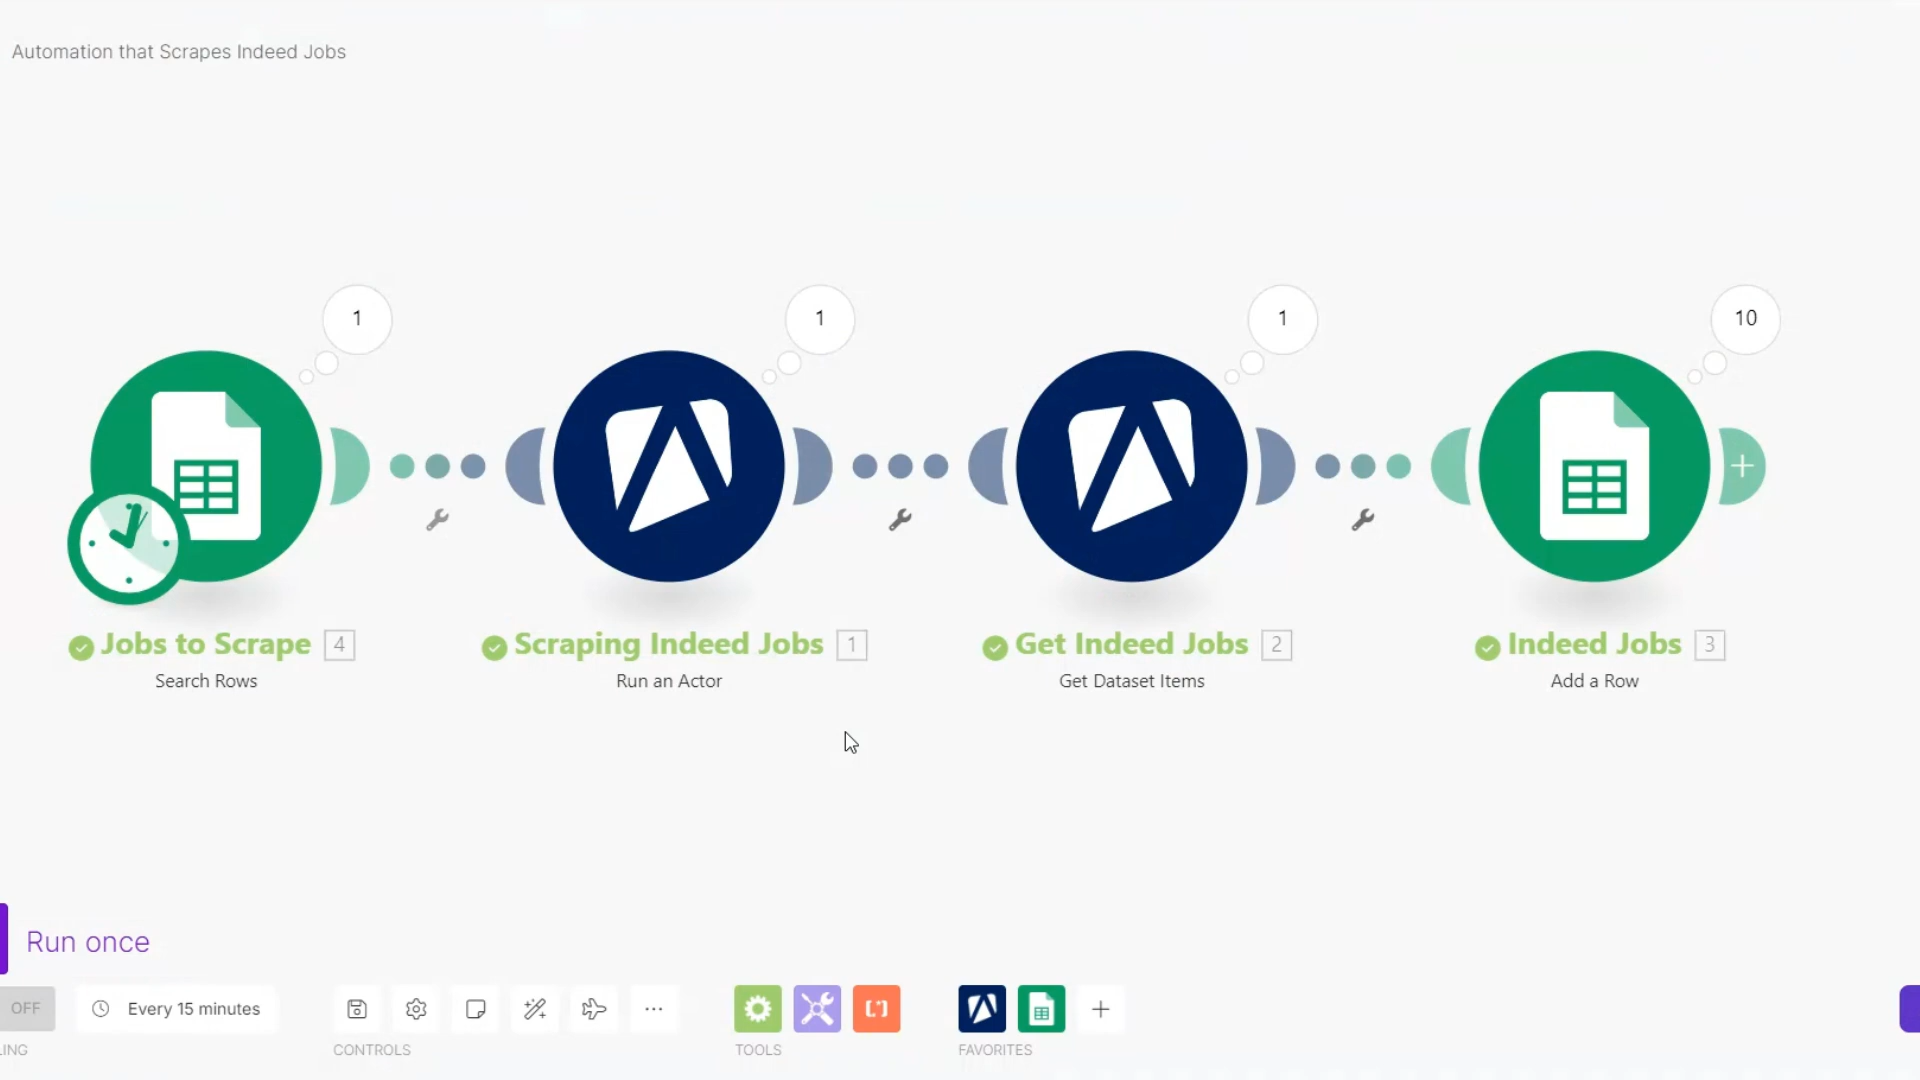 Automation that Scrapes Indeed Jobs
1
1
1
10
Jobs to Scrape 4
Search Rows
Scraping Indeed Jobs 1
Run an Actor
Get Indeed Jobs 2
Get Dataset Items
Indeed Jobs 3
Add a Row
Run once
OFF
Every 15 minutes
LING
CONTROLS
TOOLS
FAVORITES